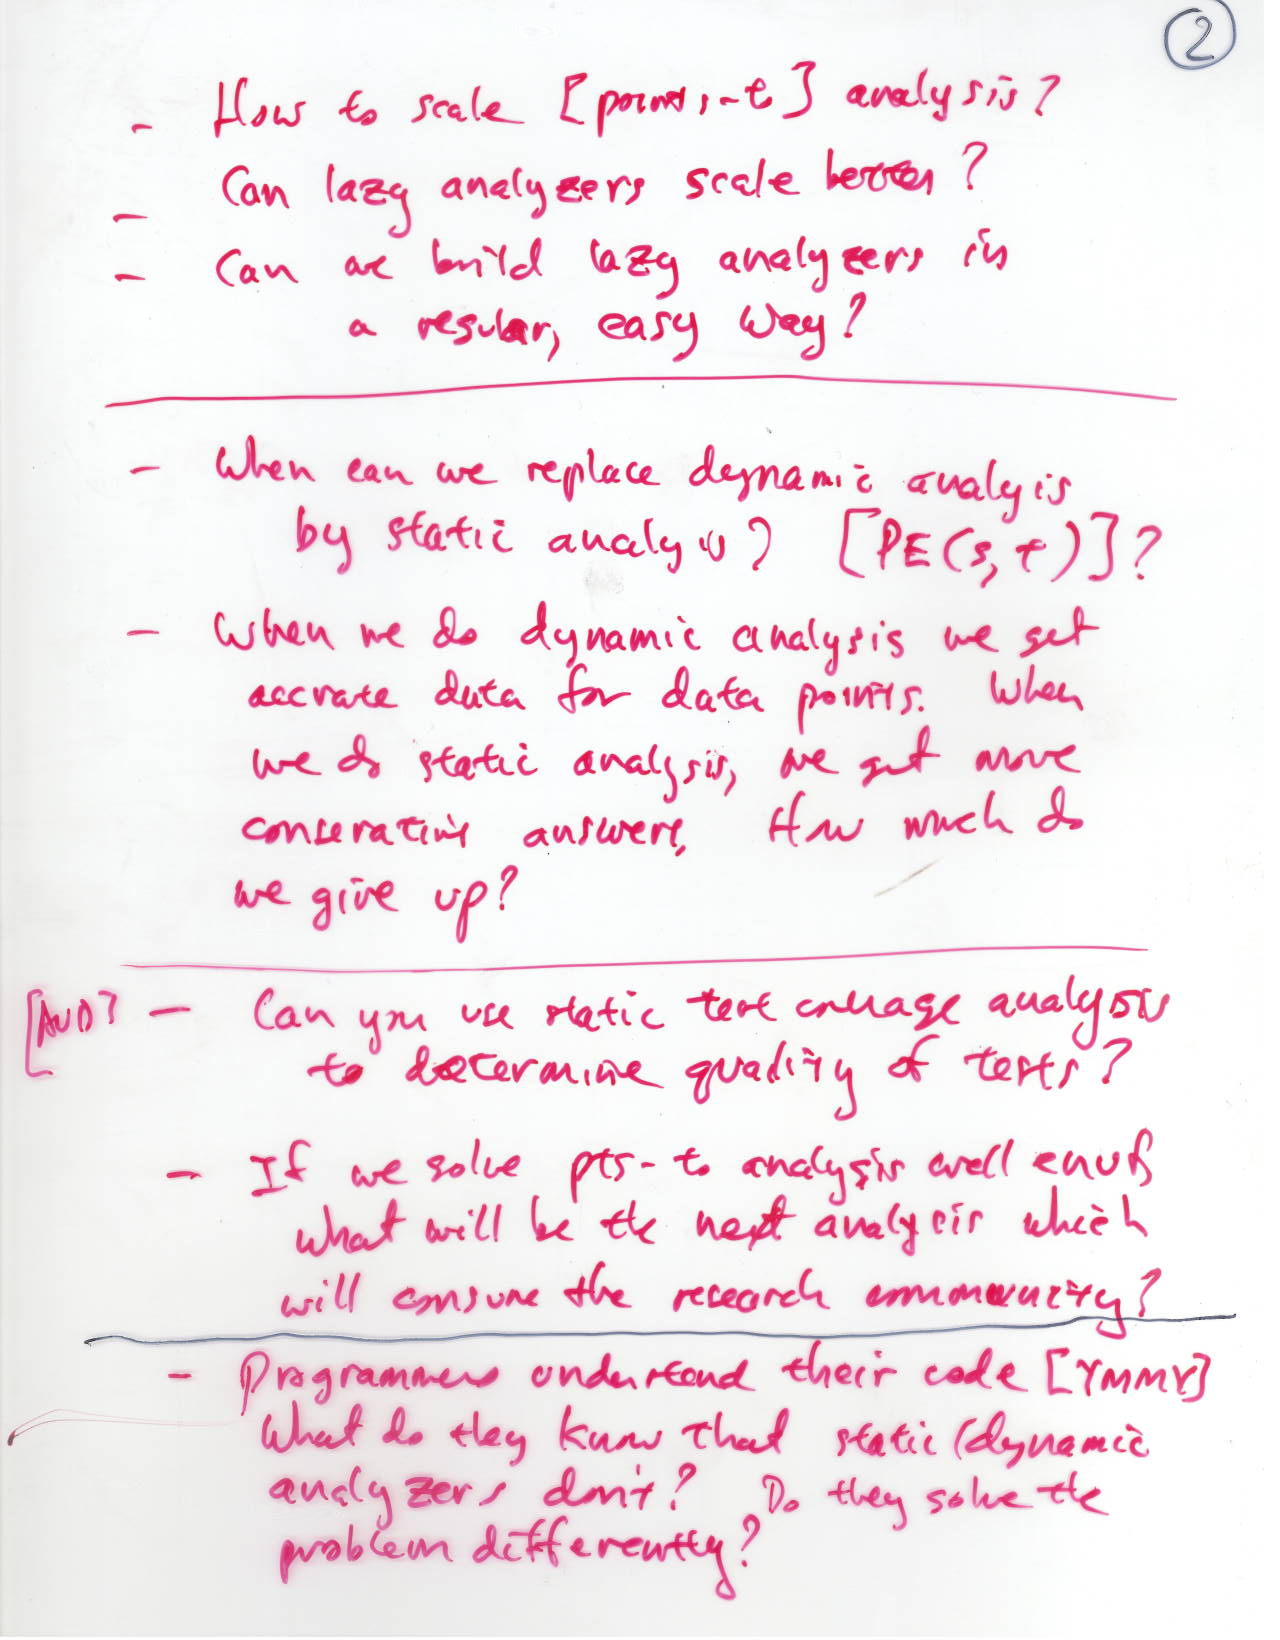 2
- How to scale [points-to] analysis?
- Can lazy analyzers scale better?
- Can we build lazy analyzers in
a regular, easy way?
- When can we replace dynamic analyis
by static analysis? [PE(s, t)]?
- When we do dynamic analysis we get
accrate data for data points. When
we do static analysis, we get more
conserative answers. How much do
we give up?
[AUD? - Can you use static test coverage analysis
to determine quality of tests?
- If we solve pts-to analysis well enuf
what will be the next analysis which
will consume the research community?
- Programmers understand their code [YMMV]
What do they know that static/dynamic
analyzers don't? Do they solve the
problem differently?